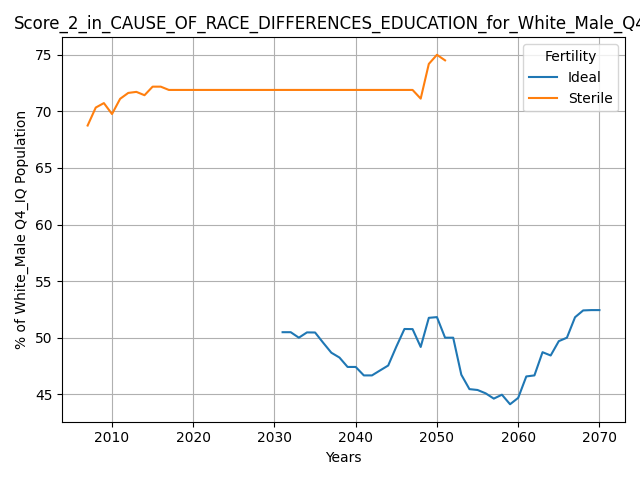 Score_2_in_CAUSE_OF_RACE_DIFFERENCES_EDUCATION_for_White_Male_Q4
75
70
65
60
55
50
45
% of White_Male Q4_IQ Population
Fertility
Ideal
Sterile
2010 2020 2030 2040 2050 2060 2070
Years